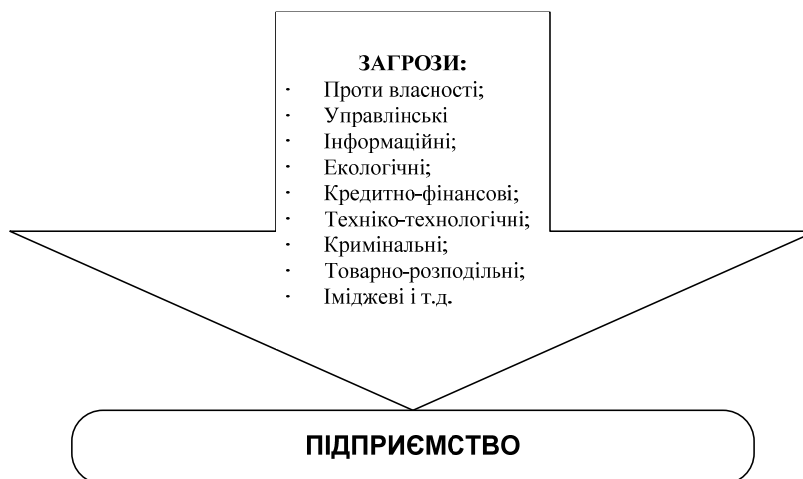 ЗАГРОЗИ:
· Проти власності;
· Управлінські
· Інформаційні;
· Екологічні;
· Кредитно-фінансові;
· Техніко-технологічні;
· Кримінальні;
· Товарно-розподільні;
· Іміджеві і т.д.
ПІДПРИЄМСТВО